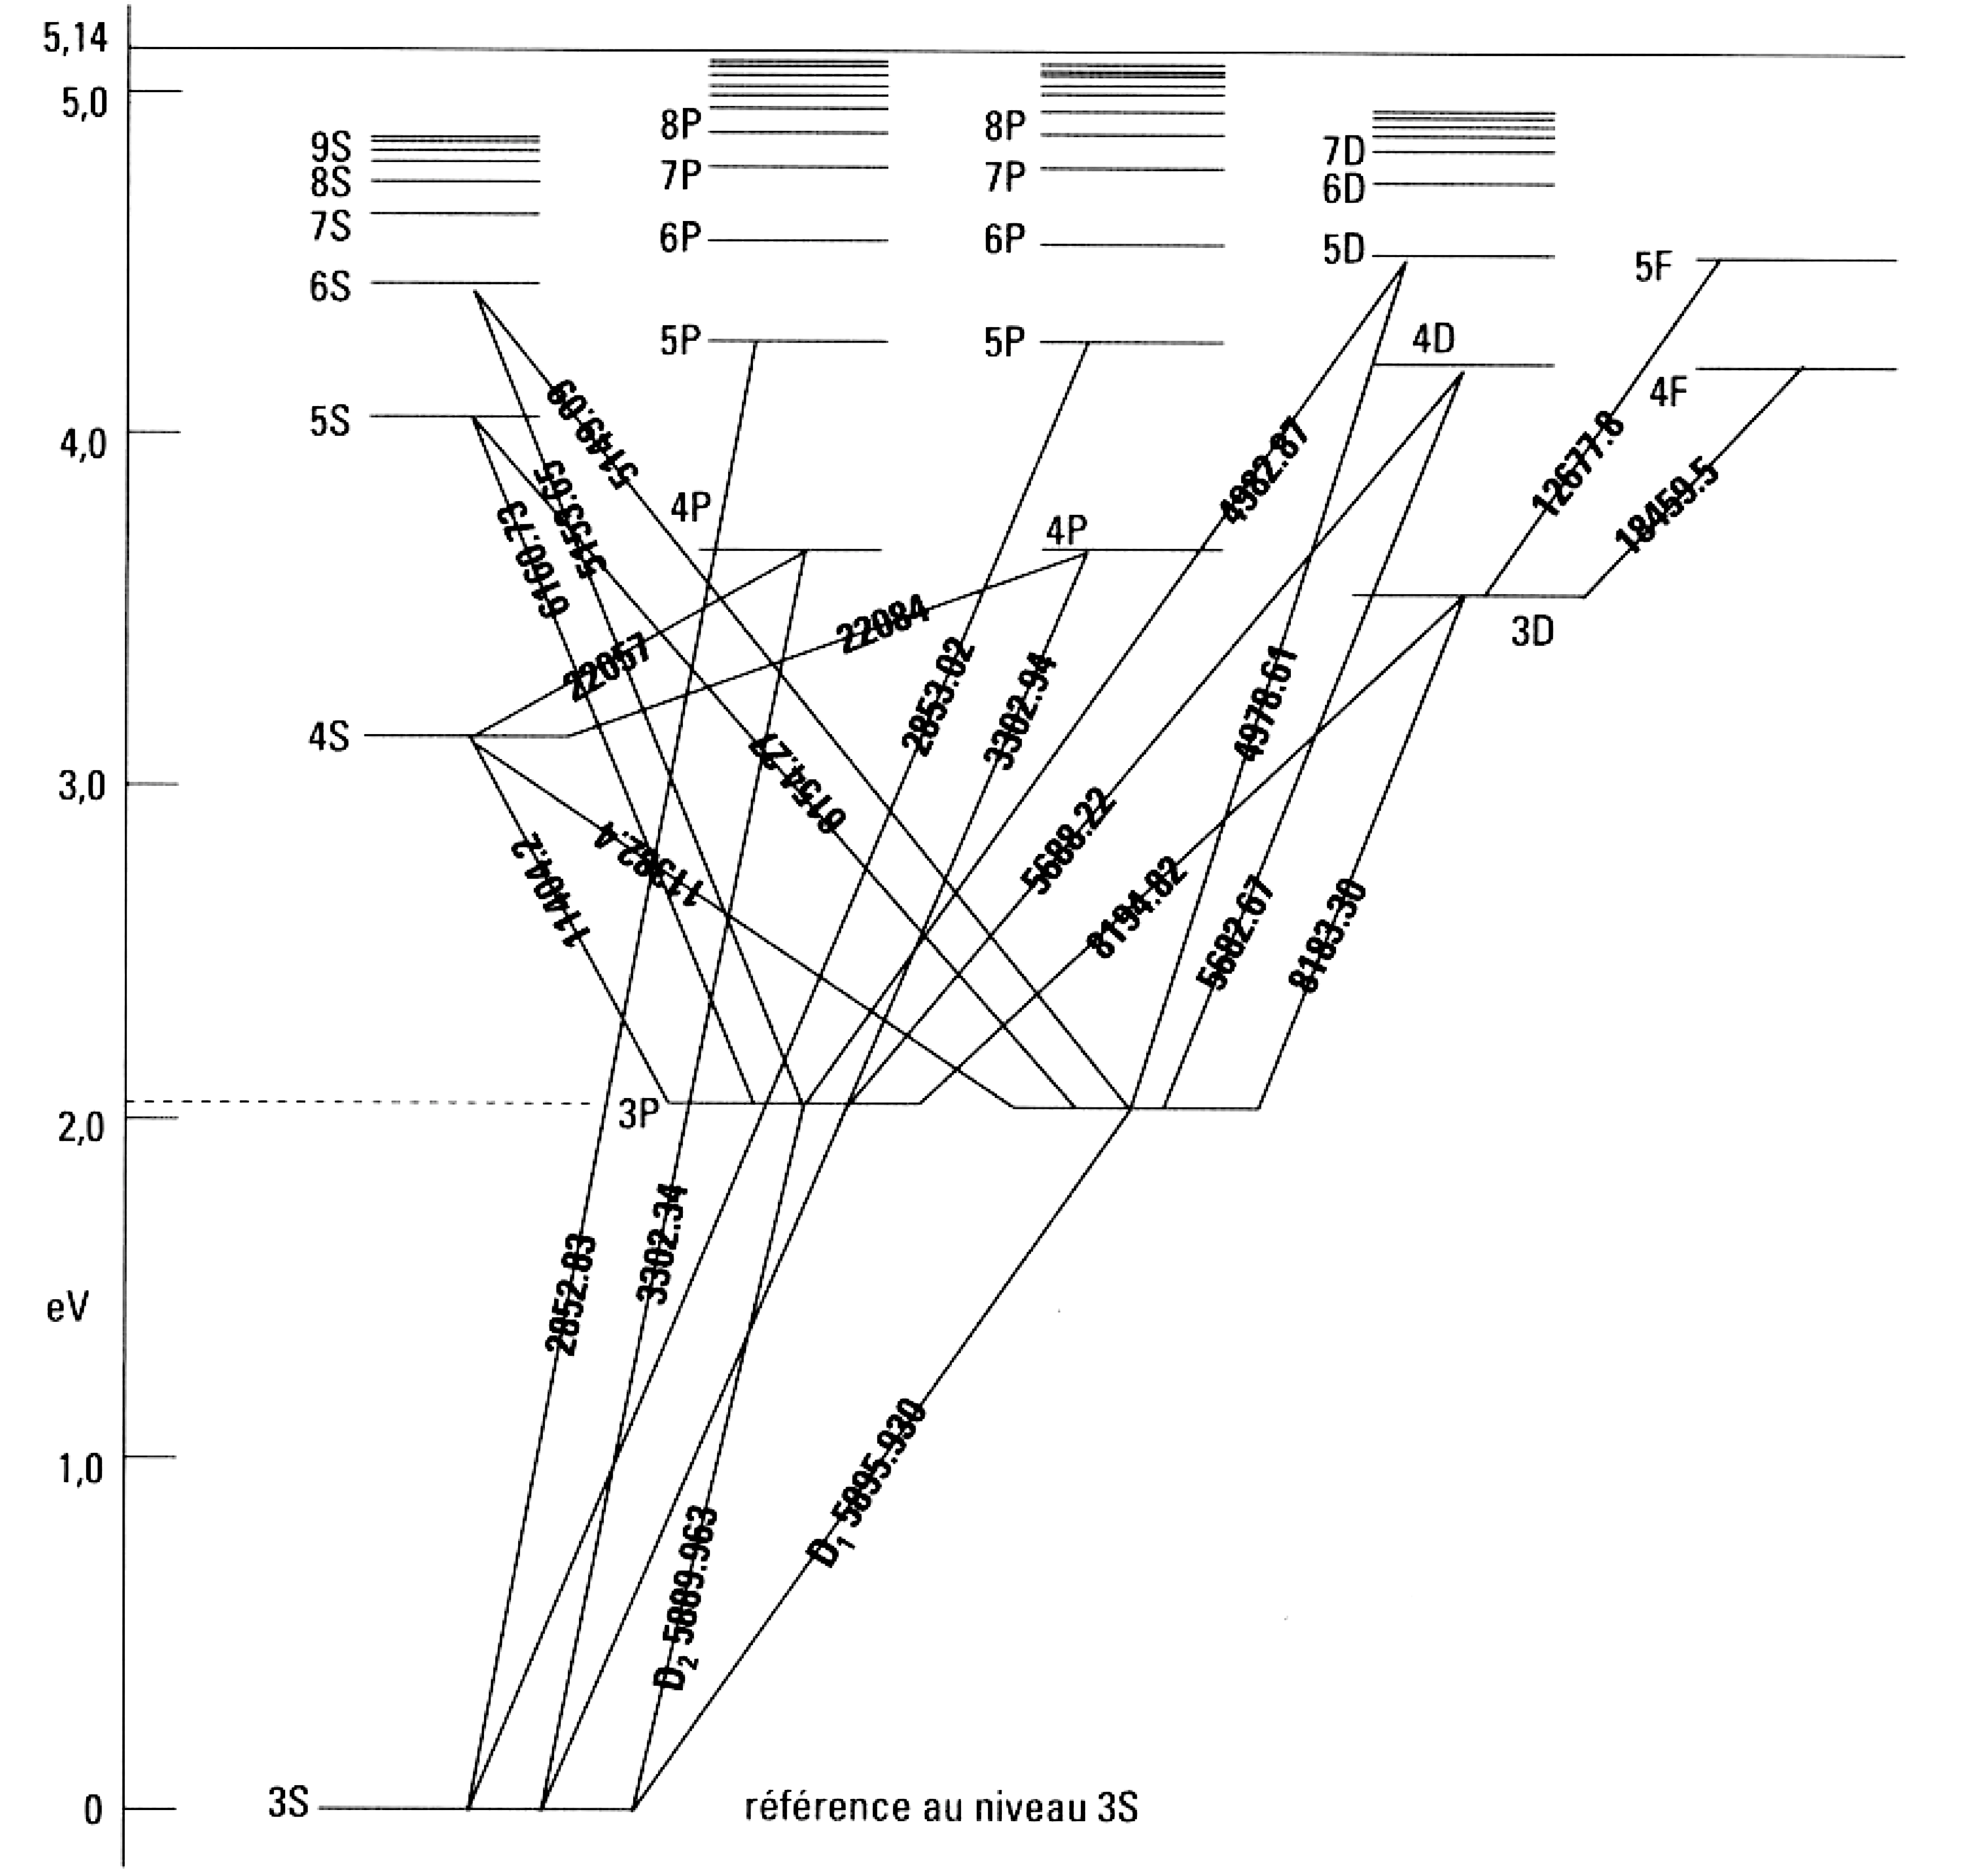 5,14
5,0
8P
8P
9S
7D
8S
7P
7P
6D
7S
6P
6P
5D
5F
6S
5P
5P
4D
4F
5S
4,0
5149.09
4982.87
12677.8
18459.5
4P
4P
5153.65
6160.73
22084
3D
22057
2853.02
3302.94
4978.61
4S
3,0
6154.27
5688.22
11404.2
11382.4
8194.82
5682.67
8183.30
3P
2,0
3302.34
2852.83
eV
D1 5895.930
1,0
D2 5889.963
0
3S
référence au niveau 3S